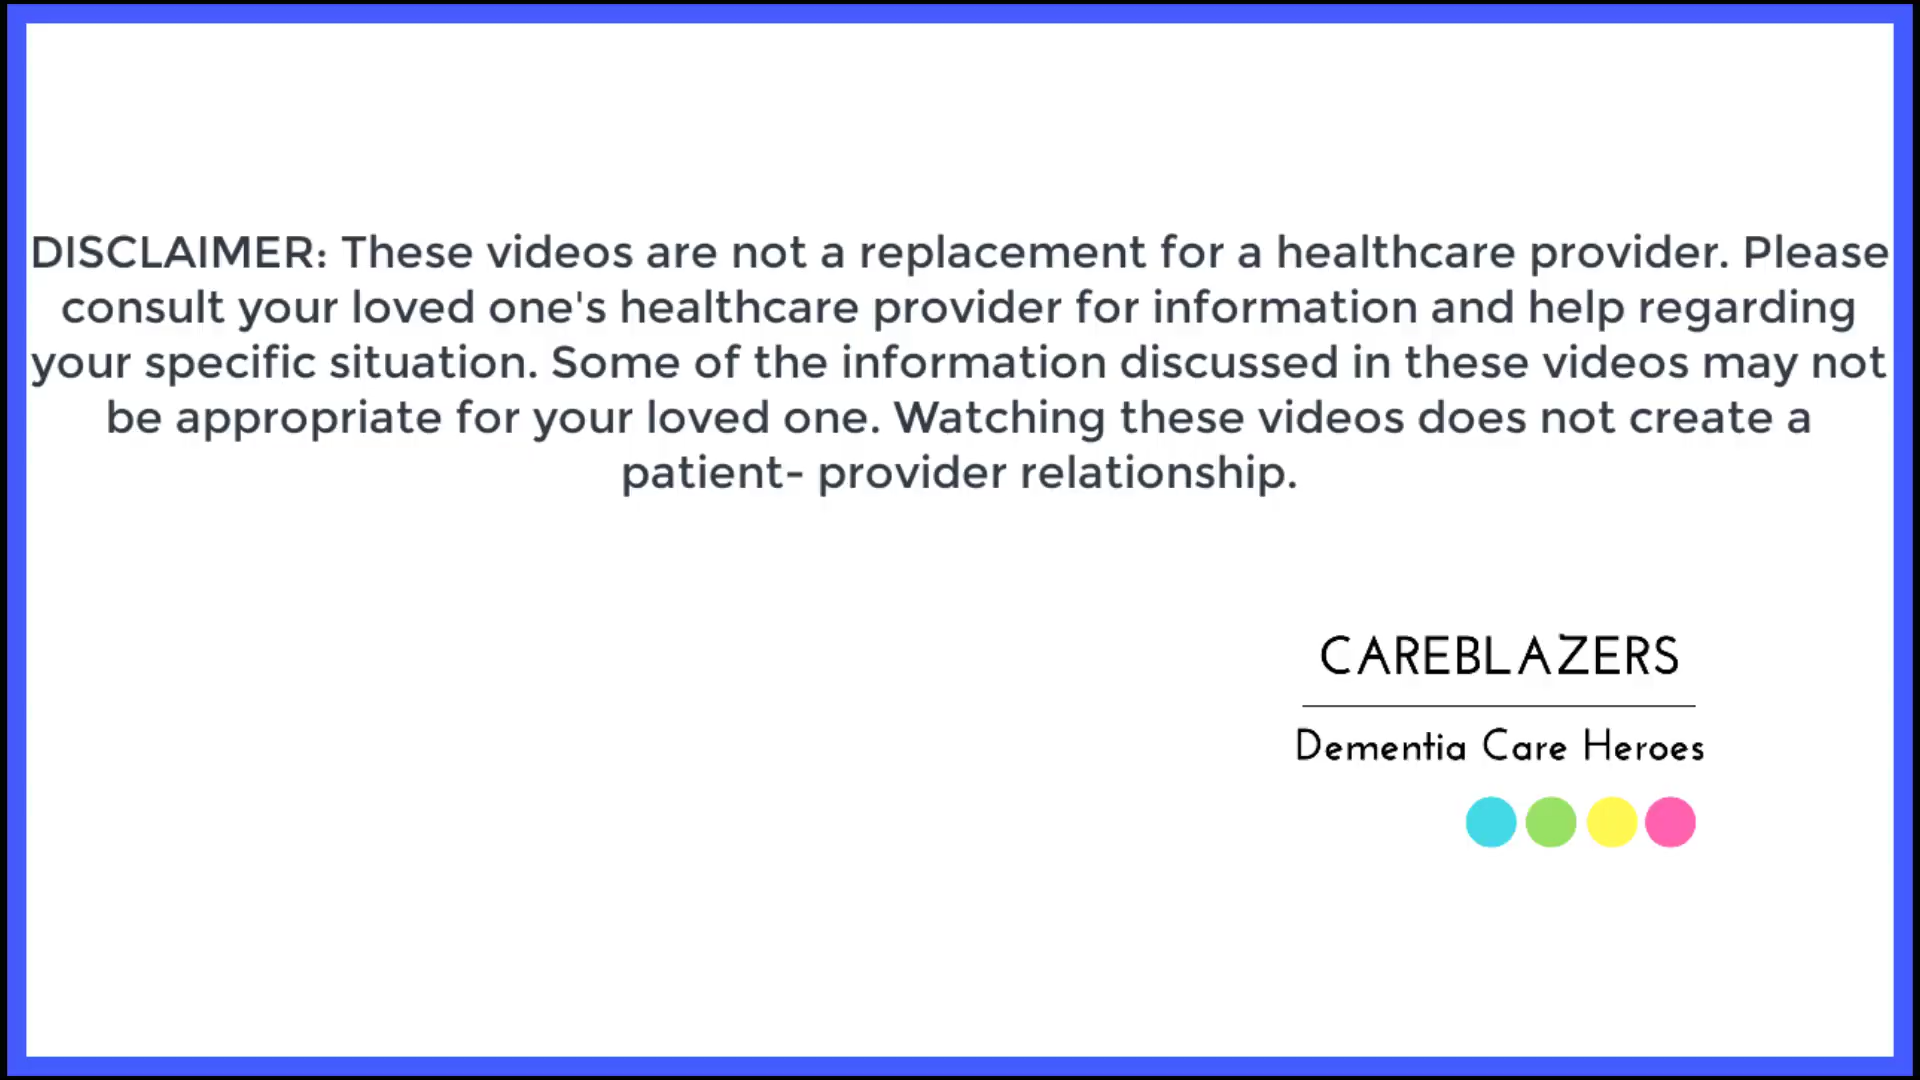 DISCLAIMER: These videos are not a replacement for a healthcare provider. Please
consult your loved one's healthcare provider for information and help regarding
your specific situation. Some of the information discussed in these videos may not
be appropriate for your loved one. Watching these videos does not create a
patient- provider relationship.
CAREBLAZERS
Dementia Care Heroes